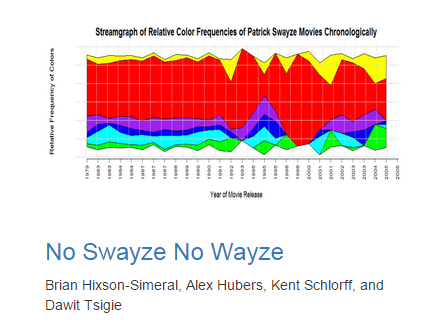 Streamgraph of Relative Color Frequencies of Patrick Swayze Movies Chronologically
Relative Frequency of Colors
Year of Movie Release
No Swayze No Wayze
Brian Hixson-Simeral, Alex Hubers, Kent Schlorff, and
Dawit Tsigie